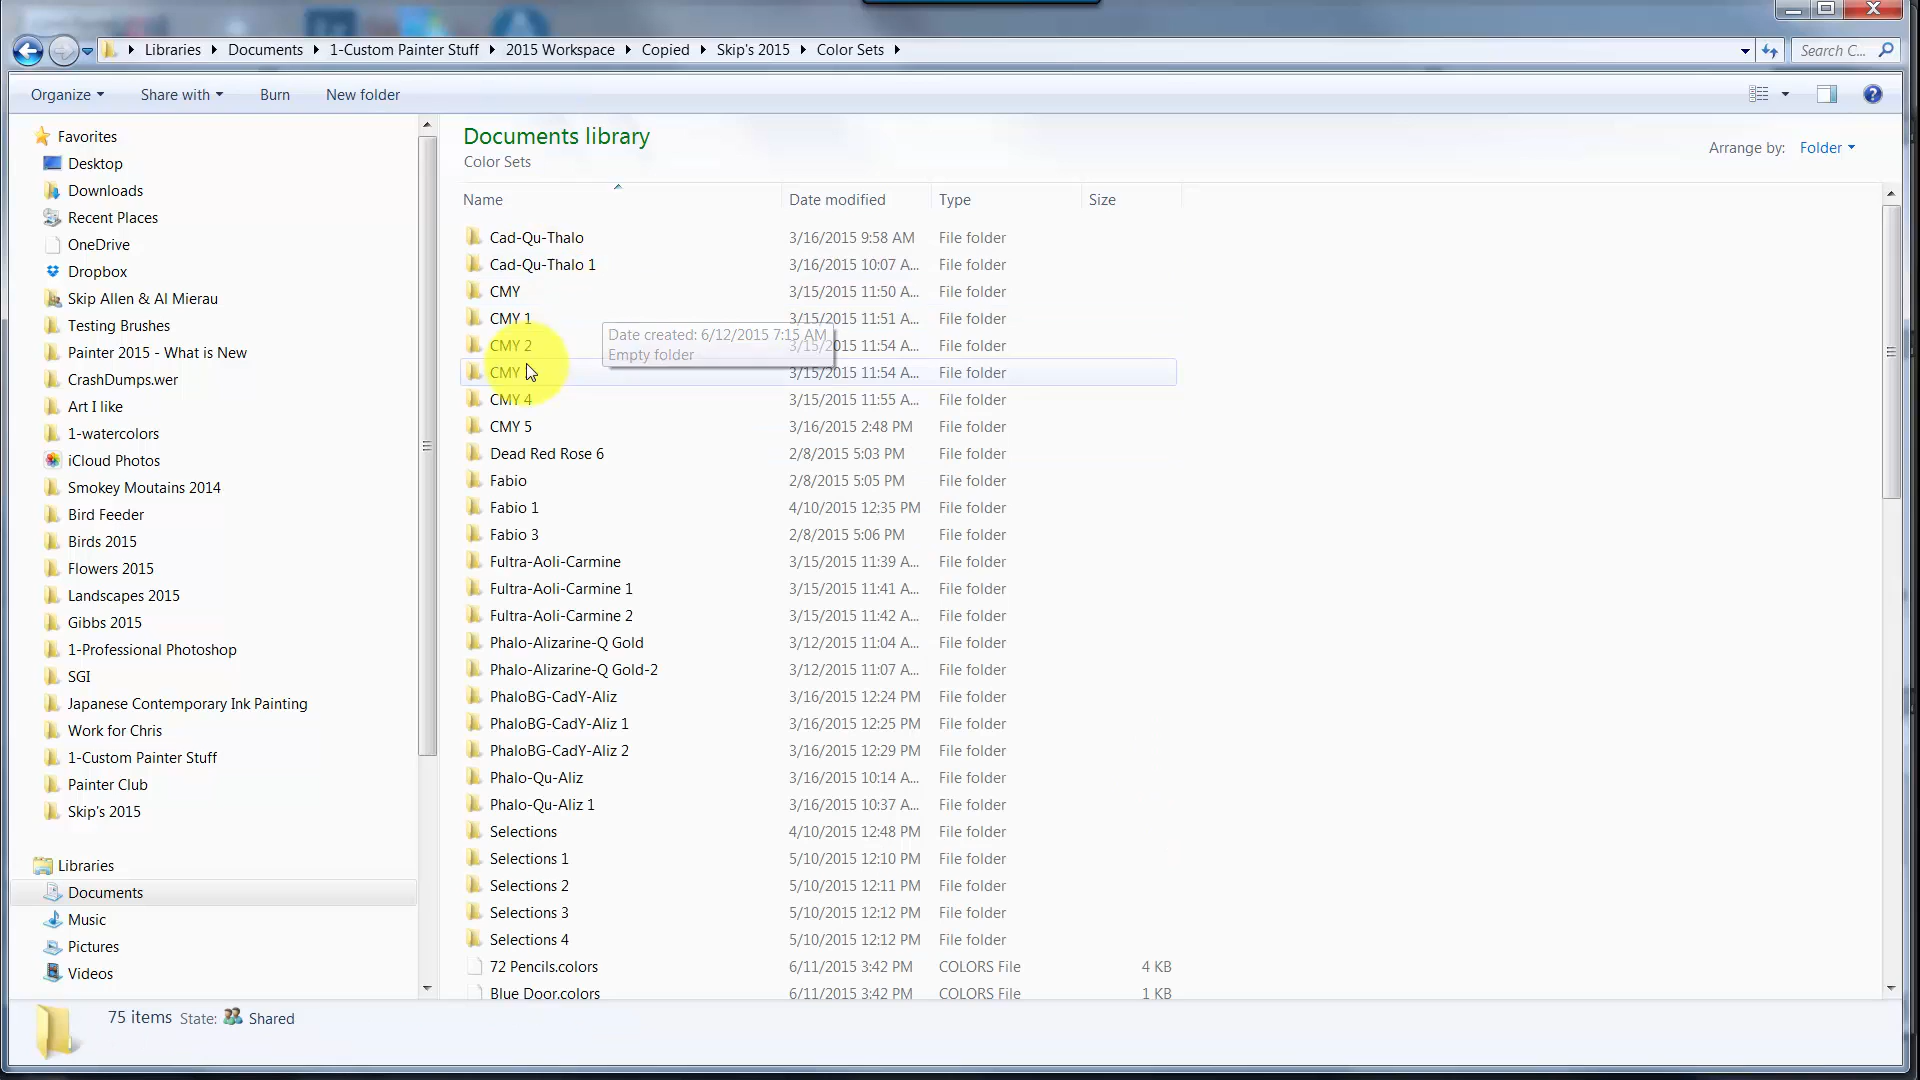 Libraries Documents 1-Custom Painter Stuff 2015 Workspace Copied Skip's 2015 Color Sets
Search C...
Organize Share with Burn New folder
Favorites
Desktop
Downloads
Recent Places
OneDrive
Dropbox
Skip Allen & Al Mierau
Testing Brushes
Painter 2015 - What is New
CrashDumps.wer
Art I like
1-watercolors
iCloud Photos
Smokey Moutains 2014
Bird Feeder
Birds 2015
Flowers 2015
Landscapes 2015
Gibbs 2015
1-Professional Photoshop
SGI
Japanese Contemporary Ink Painting
Work for Chris
1-Custom Painter Stuff
Painter Club
Skip's 2015
Libraries
Documents
Music
Pictures
Videos
Documents library
Color Sets
Arrange by: Folder
Name Date modified Type Size
Cad-Qu-Thalo 3/16/2015 9:58 AM File folder
Cad-Qu-Thalo 1 3/16/2015 10:07 A... File folder
CMY 3/15/2015 11:50 A... File folder
CMY 1 3/15/2015 11:51 A... File folder
CMY 2 3/15/2015 11:54 A... File folder
CMY 3/15/2015 11:54 A... File folder
CMY 4 3/15/2015 11:55 A... File folder
CMY 5 3/16/2015 2:48 PM File folder
Dead Red Rose 6 2/8/2015 5:03 PM File folder
Fabio 2/8/2015 5:05 PM File folder
Fabio 1 4/10/2015 12:35 PM File folder
Fabio 3 2/8/2015 5:06 PM File folder
Fultra-Aoli-Carmine 3/15/2015 11:39 A... File folder
Fultra-Aoli-Carmine 1 3/15/2015 11:41 A... File folder
Fultra-Aoli-Carmine 2 3/15/2015 11:42 A... File folder
Phalo-Alizarine-Q Gold 3/12/2015 11:04 A... File folder
Phalo-Alizarine-Q Gold-2 3/12/2015 11:07 A... File folder
PhaloBG-CadY-Aliz 3/16/2015 12:24 PM File folder
PhaloBG-CadY-Aliz 1 3/16/2015 12:25 PM File folder
PhaloBG-CadY-Aliz 2 3/16/2015 12:29 PM File folder
Phalo-Qu-Aliz 3/16/2015 10:14 A... File folder
Phalo-Qu-Aliz 1 3/16/2015 10:37 A... File folder
Selections 4/10/2015 12:48 PM File folder
Selections 1 5/10/2015 12:10 PM File folder
Selections 2 5/10/2015 12:11 PM File folder
Selections 3 5/10/2015 12:12 PM File folder
Selections 4 5/10/2015 12:12 PM File folder
72 Pencils.colors 6/11/2015 3:42 PM COLORS File 4 KB
Blue Door.colors 6/11/2015 3:42 PM COLORS File 1 KB
Date created: 6/12/2015 7:15 AM
Empty folder
75 items State: Shared